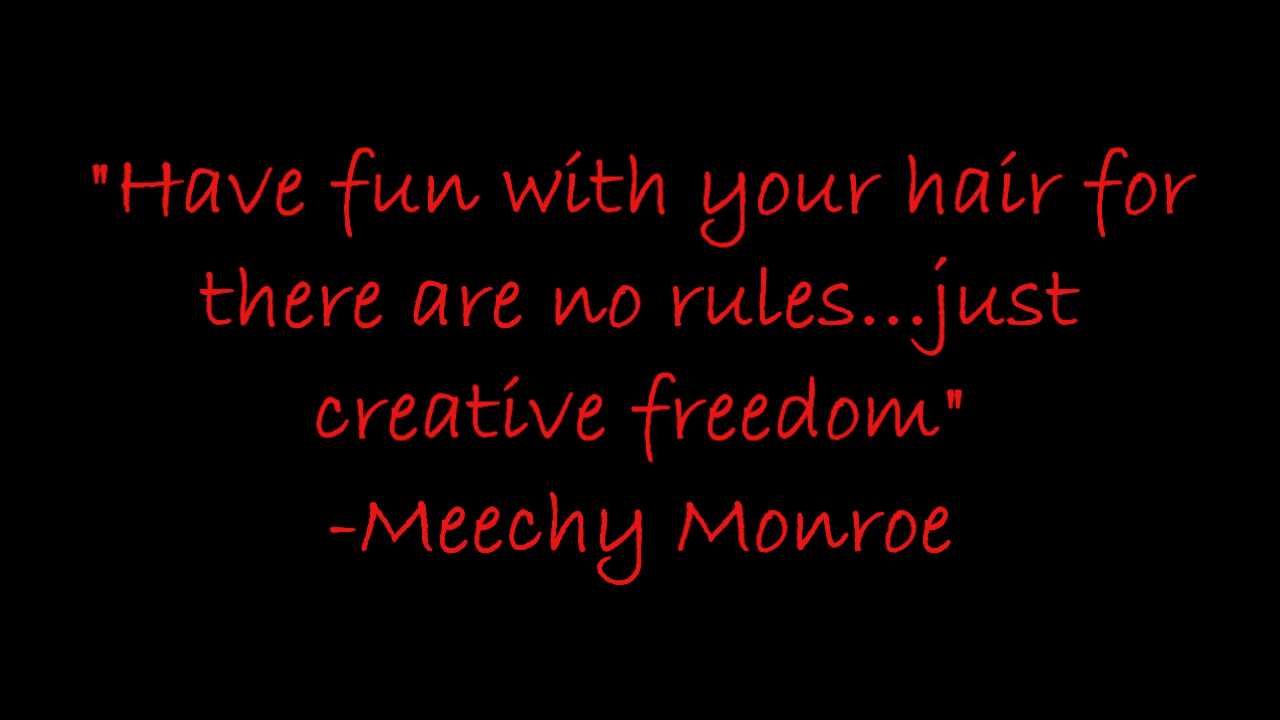 "Have fun with your hair for
there are no rules...just
creative freedom"
-Meechy Monroe